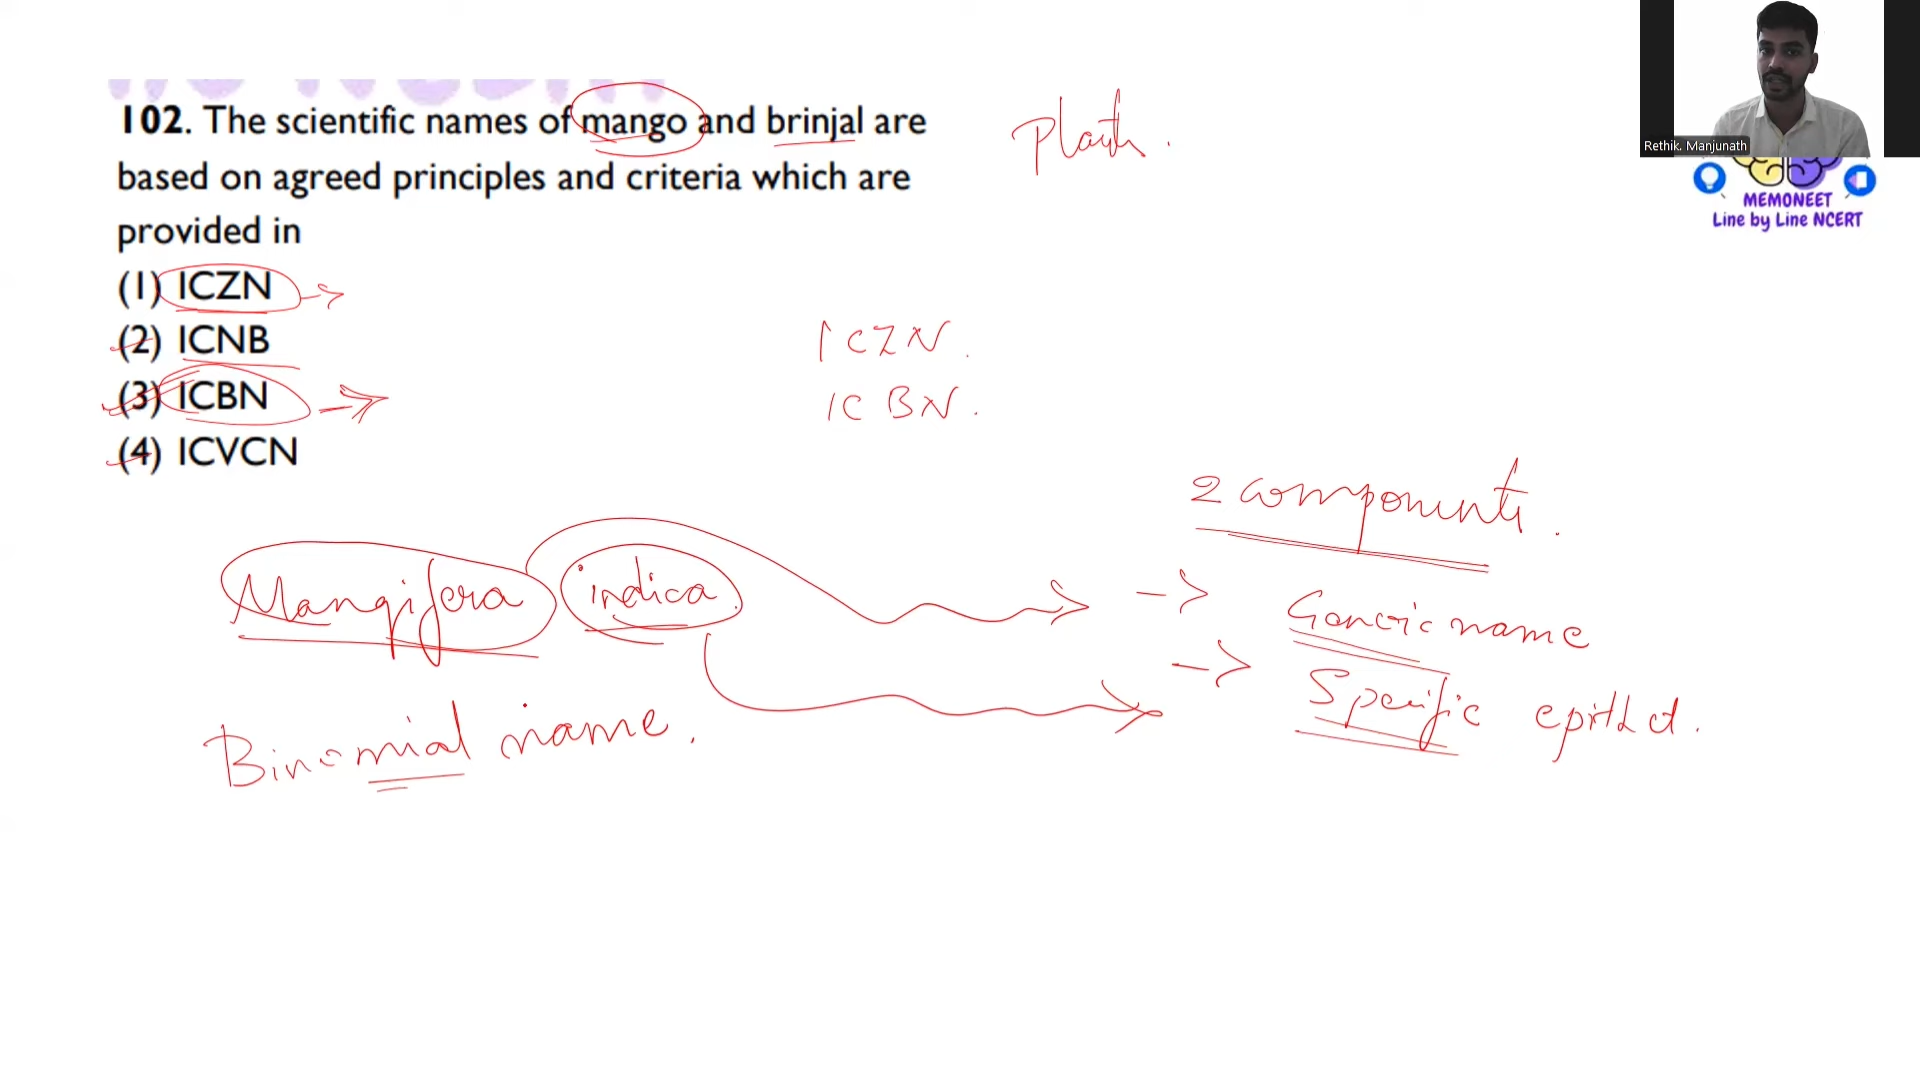 102. The scientific names of mango and brinjal are
based on agreed principles and criteria which are
provided in
(1) ICZN
(2) ICNB
(3) ICBN
(4) ICVCN
Rethik. Manjunath
MEMONEET
Line by Line NCERT
ICZN.
ICBN.
2 components.
Mangifera indica.
Generic name
Specific epithet.
Binomial name.